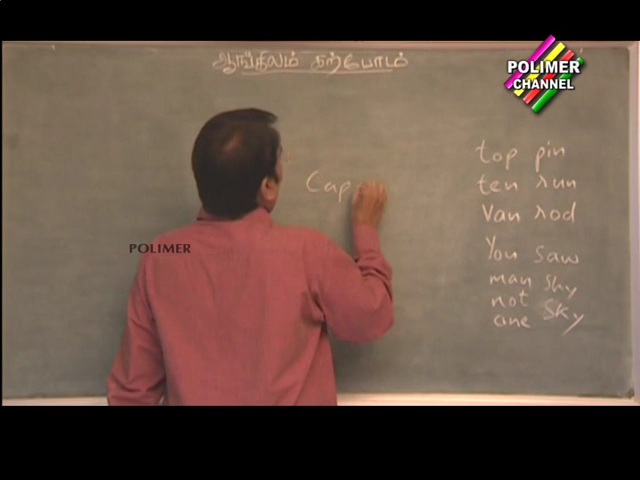 ஆங்கிலம் கற்போம்
POLIMER
CHANNEL
Cap
top pin
ten run
van rod
POLIMER
You saw
man shy
not sky
one